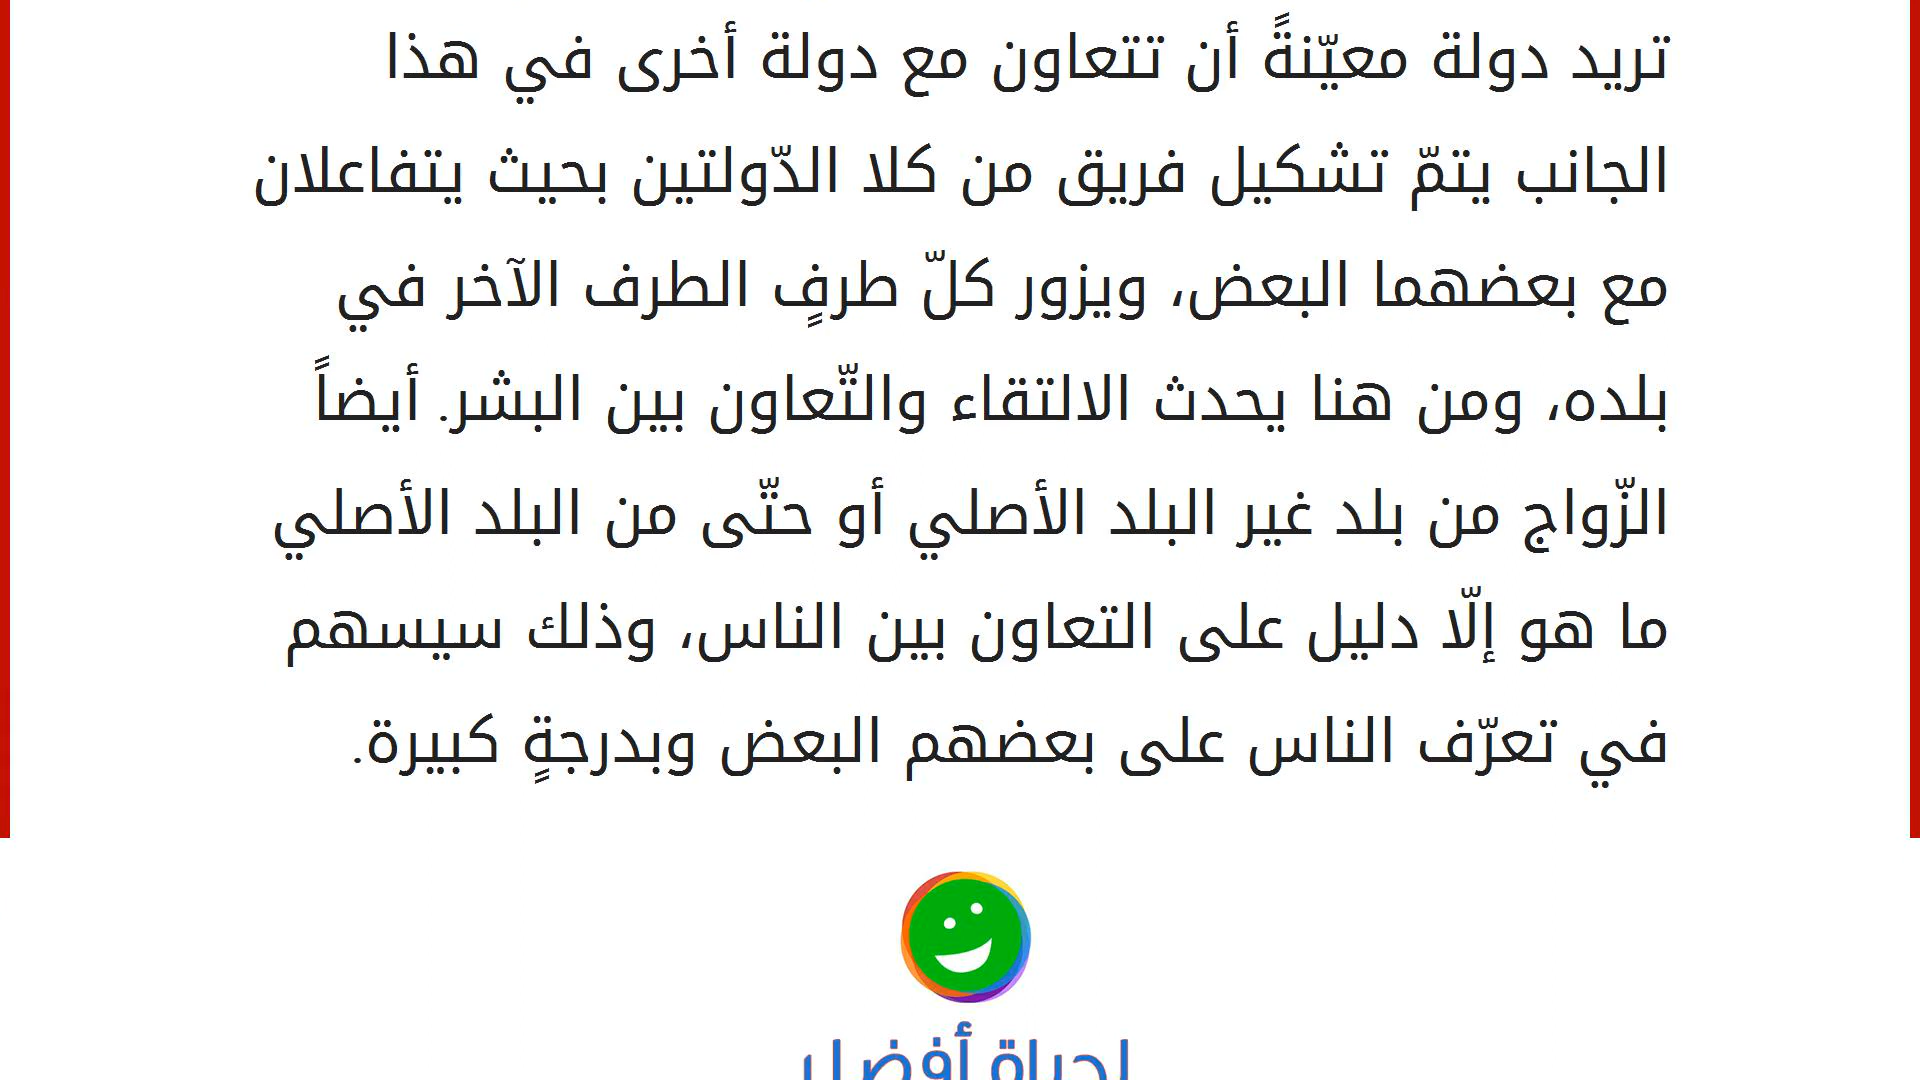 تريد دولة معيّنةً أن تتعاون مع دولة أخرى في هذا
الجانب يتمّ تشكيل فريق من كلا الدّولتين بحيث يتفاعلان
مع بعضهما البعض، ويزور كلّ طرفٍ الطرف الآخر في
بلده، ومن هنا يحدث الالتقاء والتّعاون بين البشر. أيضاً
الزّواج من بلد غير البلد الأصلي أو حتّى من البلد الأصلي
ما هو إلّا دليل على التعاون بين الناس، وذلك سيسهم
في تعرّف الناس على بعضهم البعض وبدرجةٍ كبيرة.
لحياة أفضل